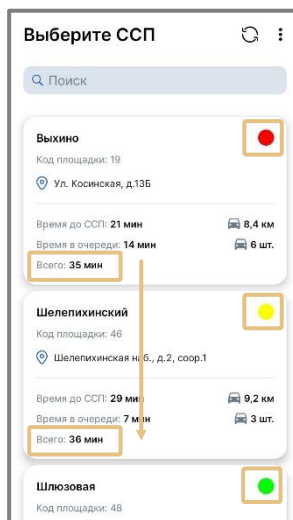 Выберите ССП
Поиск
Выхино
Код площадки: 19
Ул. Косинская, д.13Б
Время до ССП: 21 мин 8,4 км
Время в очереди: 14 мин 6 шт.
Всего: 35 мин
Шелепихинский
Код площадки: 46
Шелепихинская наб., д.2, соор.1
Время до ССП: 29 мин 9,2 км
Время в очереди: 7 мин 3 шт.
Всего: 36 мин
Шлюзовая
Код площадки: 48